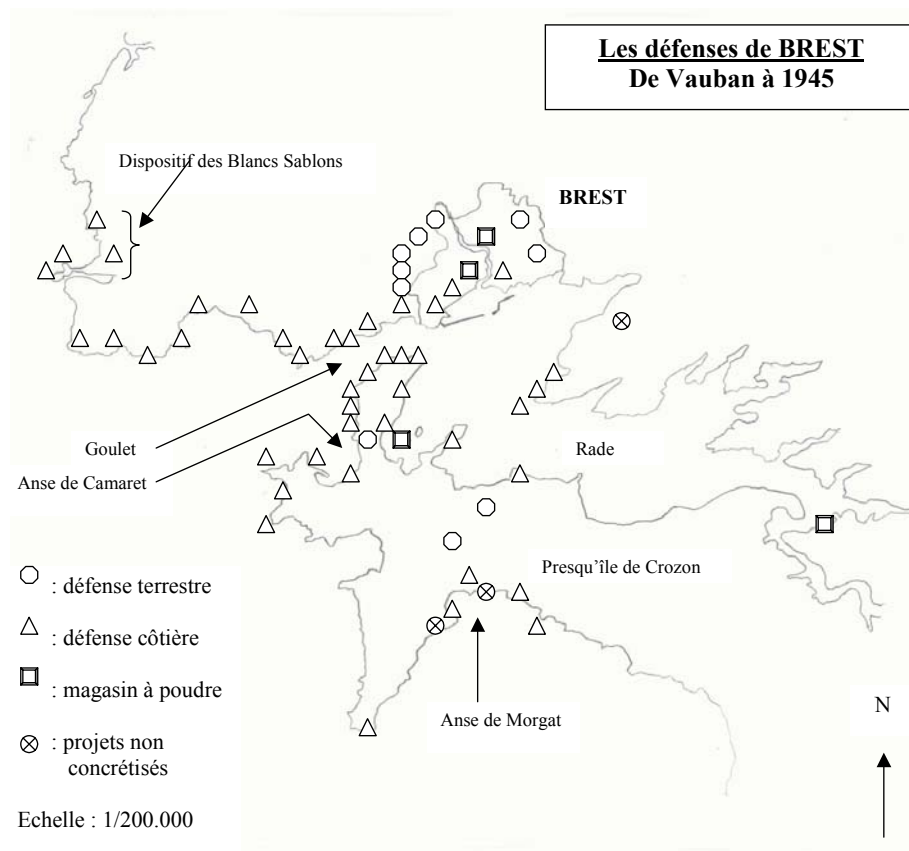 Les défenses de BREST
De Vauban à 1945
Dispositif des Blancs Sablons
BREST
Goulet
Anse de Camaret
Rade
Presqu’île de Crozon
Anse de Morgat
N
: défense terrestre
: défense côtière
: magasin à poudre
: projets non
concrétisés
Echelle : 1/200.000